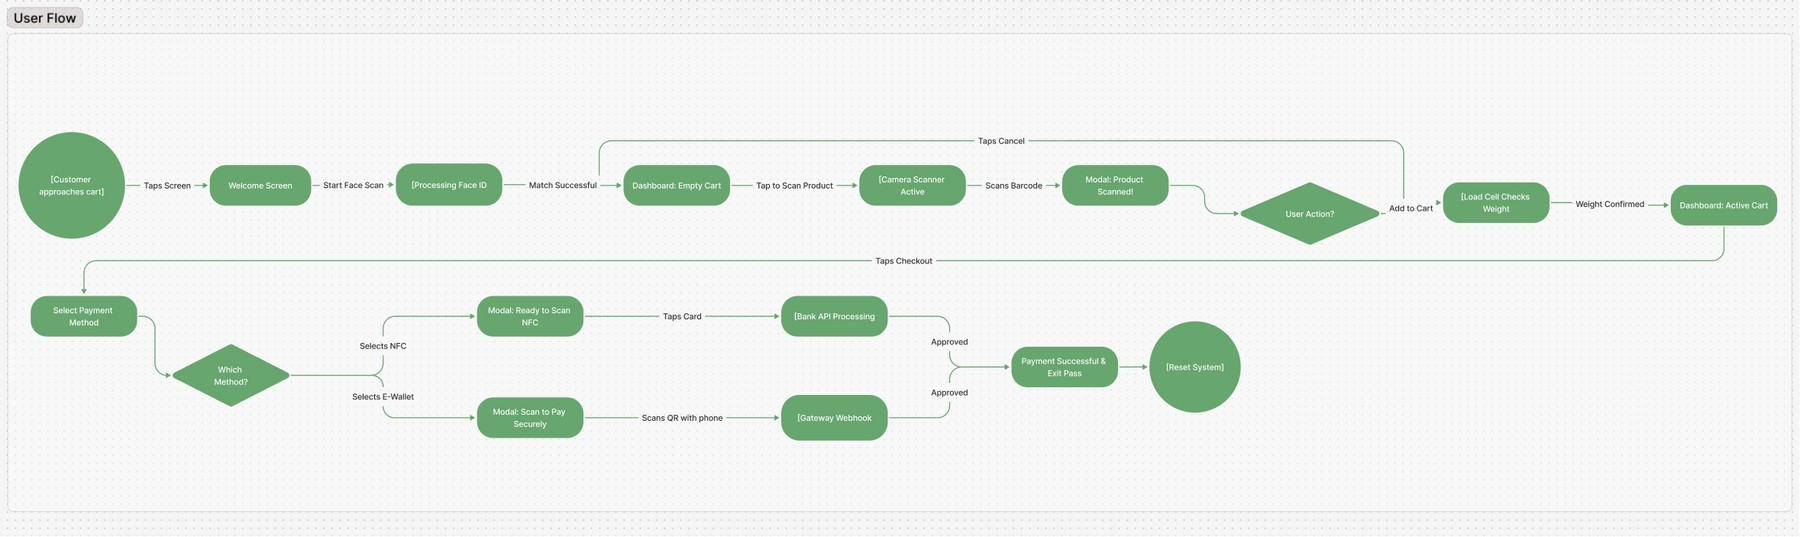 User Flow
Taps Cancel
[Customer
approaches cart]
Taps Screen
Welcome Screen
Start Face Scan
[Processing Face ID
Match Successful
Dashboard: Empty Cart
Tap to Scan Product
[Camera Scanner
Active
Scans Barcode
Modal: Product
Scanned!
User Action?
Add to Cart
[Load Cell Checks
Weight
Weight Confirmed
Dashboard: Active Cart
Taps Checkout
Select Payment
Method
Which
Method?
Selects NFC
Selects E-Wallet
Modal: Ready to Scan
NFC
Taps Card
[Bank API Processing
Approved
Modal: Scan to Pay
Securely
Scans QR with phone
[Gateway Webhook
Approved
Payment Successful &
Exit Pass
[Reset System]